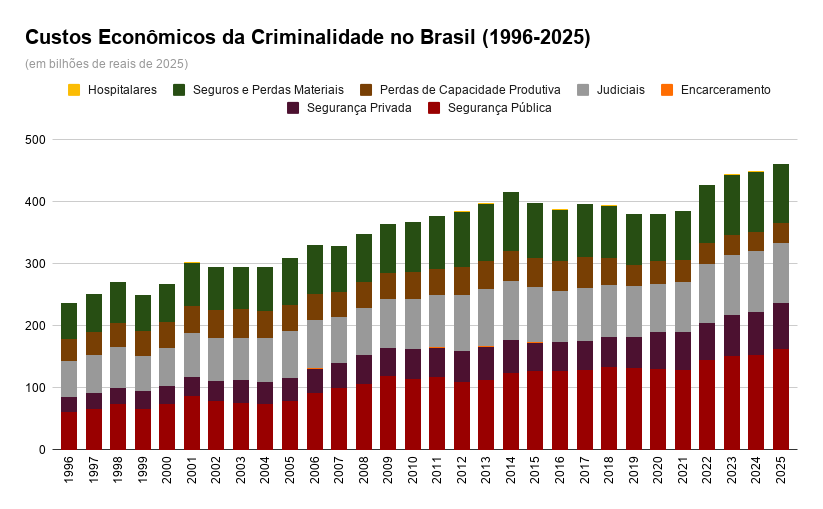 Custos Econômicos da Criminalidade no Brasil (1996-2025)
(em bilhões de reais de 2025)
Hospitalares Seguros e Perdas Materiais Perdas de Capacidade Produtiva Judiciais Encarceramento
Segurança Privada Segurança Pública
500
400
300
200
100
0
1996 1997 1998 1999 2000 2001 2002 2003 2004 2005 2006 2007 2008 2009 2010 2011 2012 2013 2014 2015 2016 2017 2018 2019 2020 2021 2022 2023 2024 2025